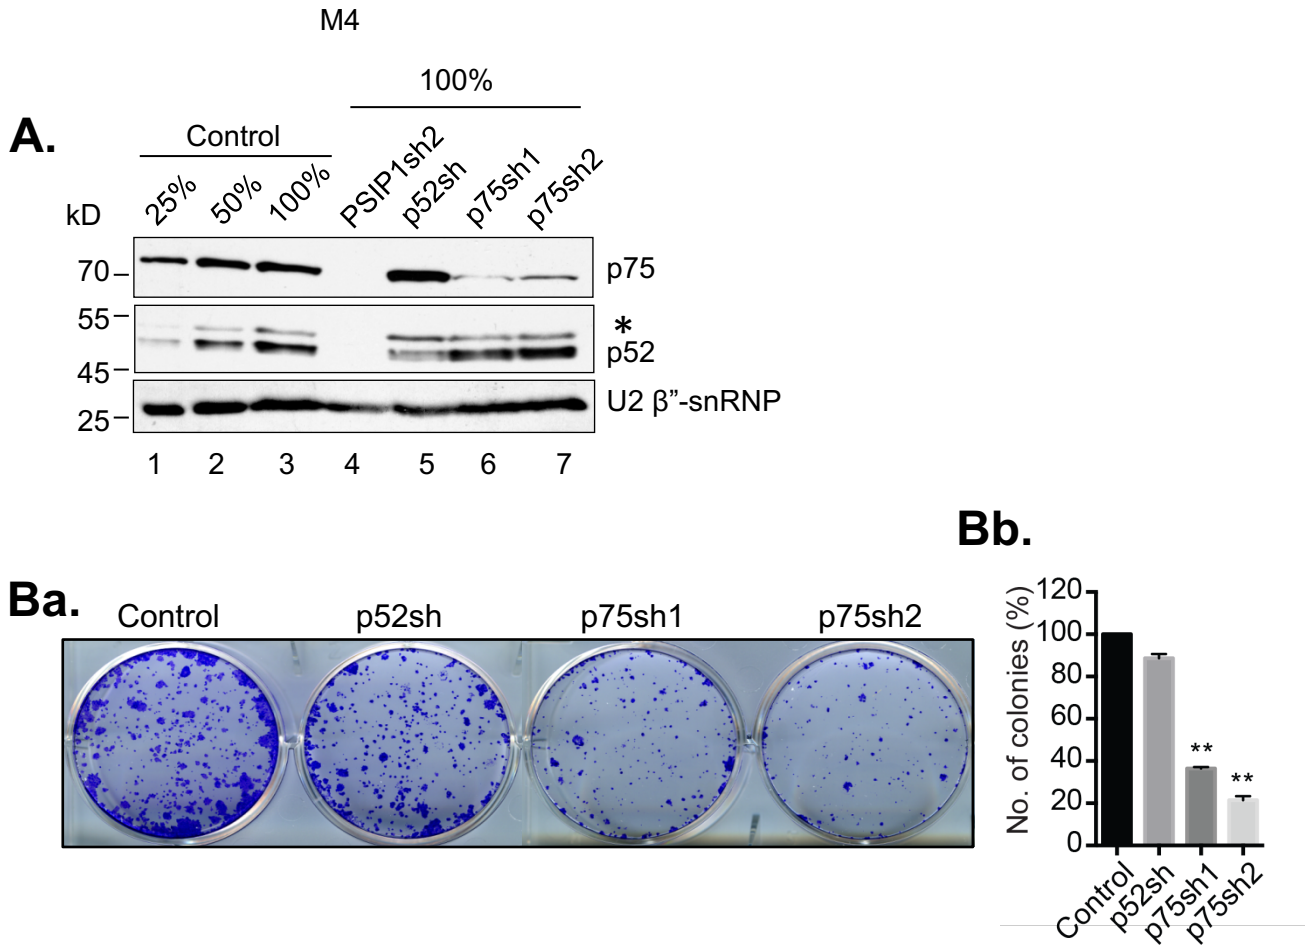 M4
100%
A.
Control
25% 50% 100% PSIP1sh2 p52sh p75sh1 p75sh2
kD
70 p75
55 *
p52
45
U2 β”-snRNP
25
1 2 3 4 5 6 7
Bb.
Ba.
Control p52sh p75sh1 p75sh2
No. of colonies (%)
120
100
80
60
40
20
0
**
**
Control p52sh p75sh1 p75sh2